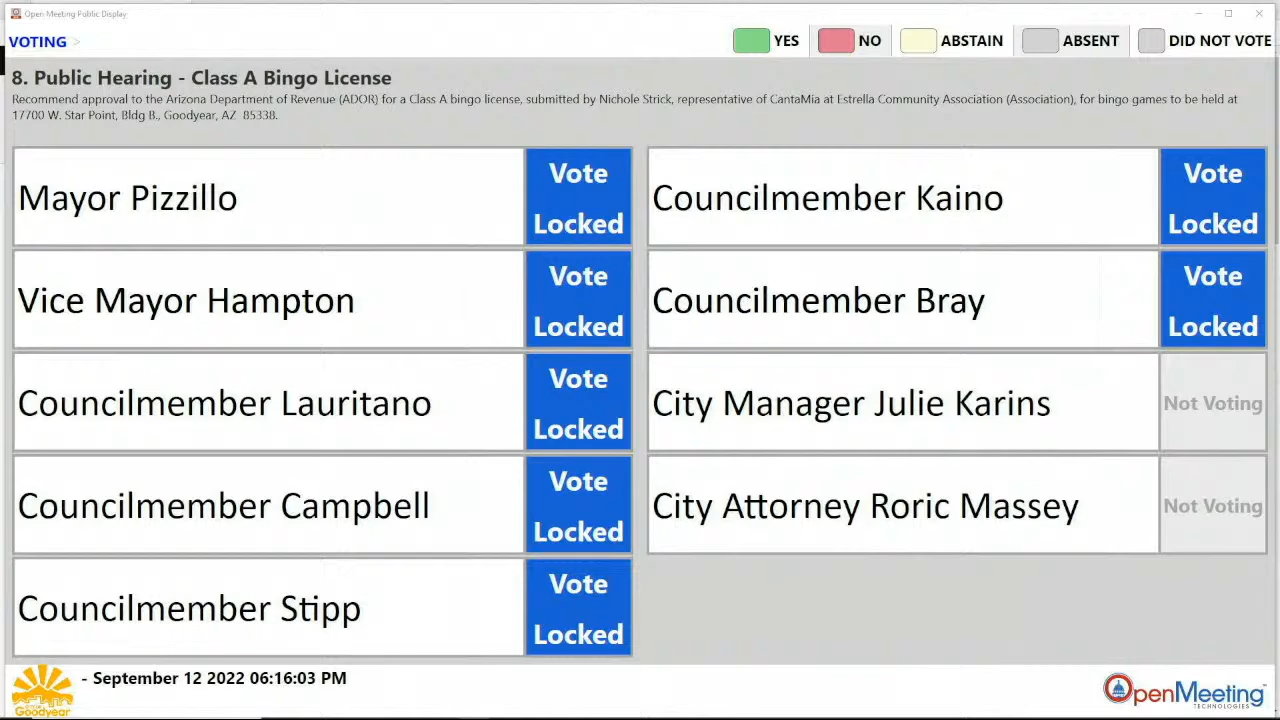 Open Meeting Public Display
VOTING >
YES
NO
ABSTAIN
ABSENT
DID NOT VOTE
8. Public Hearing - Class A Bingo License
Recommend approval to the Arizona Department of Revenue (ADOR) for a Class A bingo license, submitted by Nichole Strick, representative of CantaMia at Estrella Community Association (Association), for bingo games to be held at
17700 W. Star Point, Bldg B., Goodyear, AZ 85338.
Mayor Pizzillo
Vote
Locked
Vice Mayor Hampton
Vote
Locked
Councilmember Lauritano
Vote
Locked
Councilmember Campbell
Vote
Locked
Councilmember Stipp
Vote
Locked
Councilmember Kaino
Vote
Locked
Councilmember Bray
Vote
Locked
City Manager Julie Karins
Not Voting
City Attorney Roric Massey
Not Voting
Goodyear
- September 12 2022 06:16:03 PM
OpenMeeting™
TECHNOLOGIES